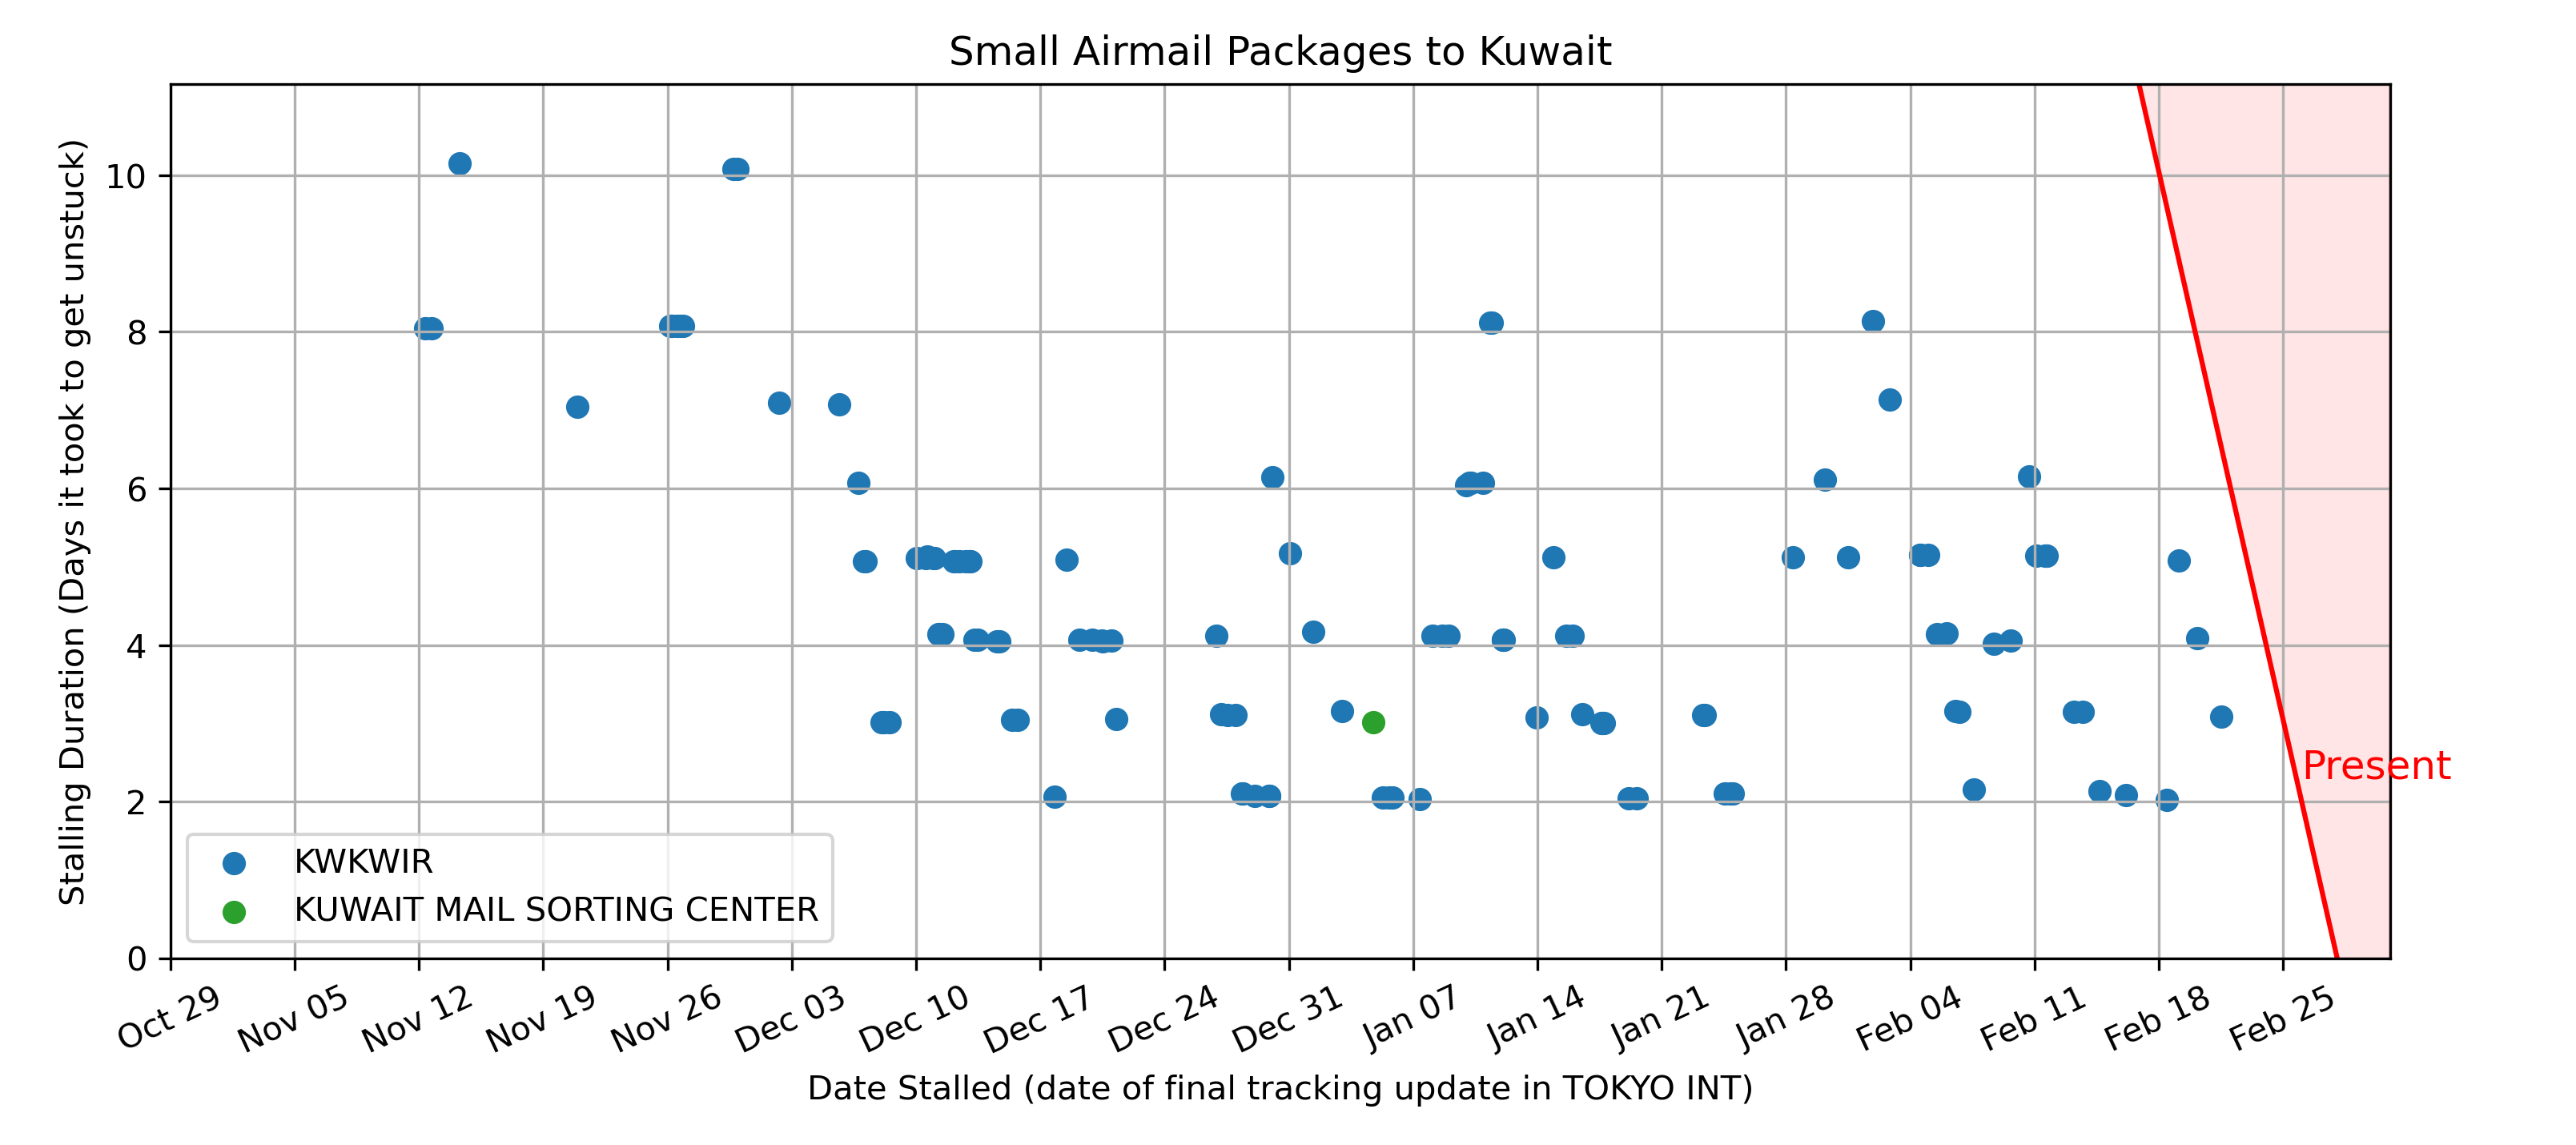 Small Airmail Packages to Kuwait
Stalling Duration (Days it took to get unstuck)
10
8
6
4
2
0
Present
KWKWIR
KUWAIT MAIL SORTING CENTER
Oct 29
Nov 05
Nov 12
Nov 19
Nov 26
Dec 03
Dec 10
Dec 17
Dec 24
Dec 31
Jan 07
Jan 14
Jan 21
Jan 28
Feb 04
Feb 11
Feb 18
Feb 25
Date Stalled (date of final tracking update in TOKYO INT)